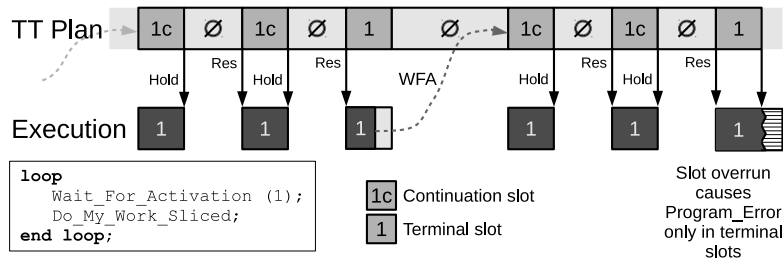 TT Plan 1c Ø 1c Ø 1 Ø 1c Ø 1c Ø 1
Hold Res Hold Res WFA Hold Res Hold Res
Execution 1 1 1 1 1 1
loop
Wait_For_Activation (1);
Do_My_Work_Sliced;
end loop;
1c Continuation slot
1 Terminal slot
Slot overrun
causes
Program_Error
only in terminal
slots